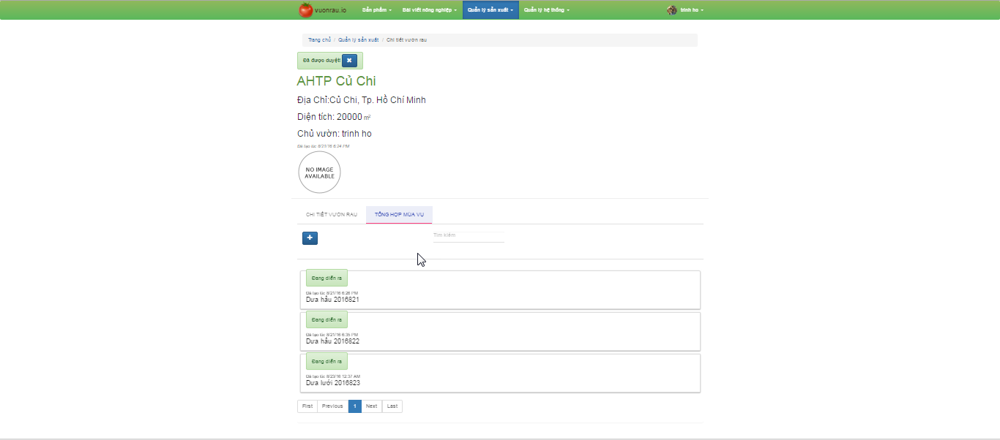 vuonrau.io Sản phẩm Bài viết nông nghiệp Quản lý sản xuất Quản lý hệ thống trinh ho
Trang chủ / Quản lý sản xuất / Chi tiết vườn rau
Đã được duyệt!
AHTP Củ Chi
Địa Chỉ:Củ Chi, Tp. Hồ Chí Minh
Diện tích: 20000 m²
Chủ vườn: trinh ho
Đã tạo lúc 8/21/16 6:24 PM
NO IMAGE
AVAILABLE
CHI TIẾT VƯỜN RAU TỔNG HỢP MÙA VỤ
Tìm kiếm
Đang diễn ra
Đã tạo lúc 8/21/16 6:26 PM
Dưa hấu 2016821
Đang diễn ra
Đã tạo lúc 8/21/16 6:35 PM
Dưa hấu 2016822
Đang diễn ra
Đã tạo lúc 8/23/16 12:37 AM
Dưa lưới 2016823
First Previous 1 Next Last